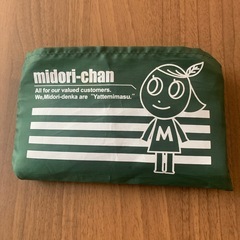 midori-chan
All for our valued customers.
We,Midori-denka are "Yattemimasu".
M